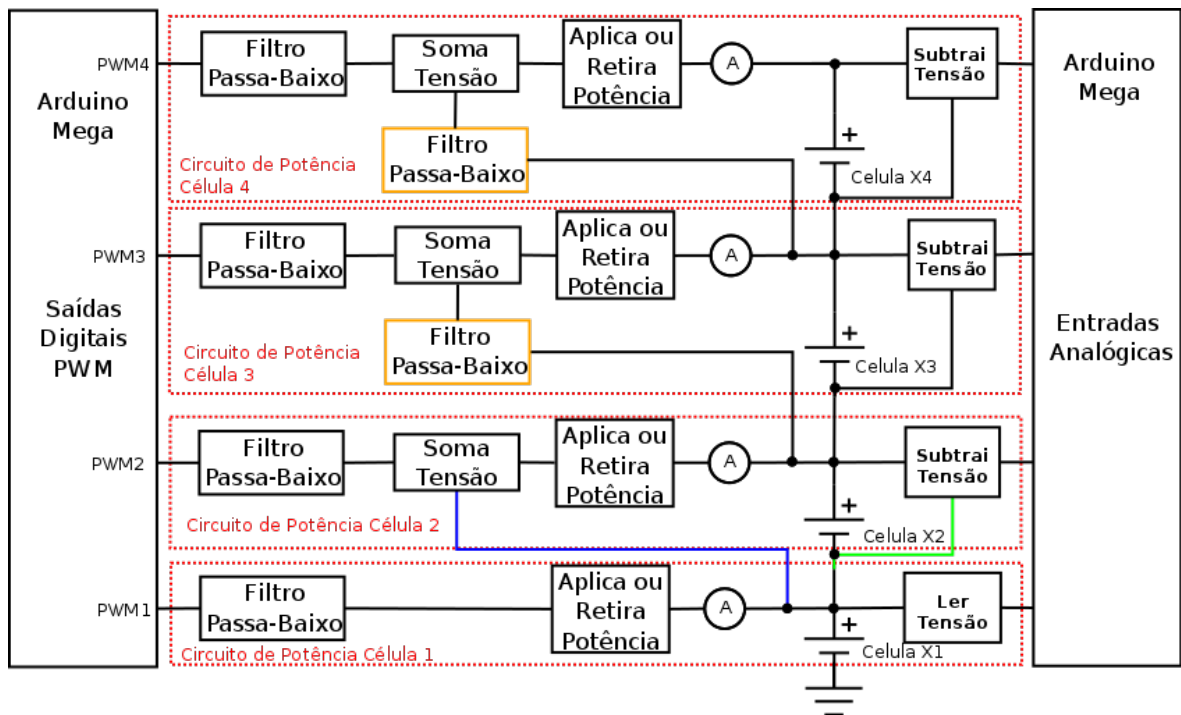 PWM4
Arduino
Mega
Filtro
Passa-Baixo
Soma
Tensão
Aplica ou
Retira
Potência
A
Subtrai
Tensão
Arduino
Mega
Filtro
Passa-Baixo
Circuito de Potência
Célula 4
+
Celula X4
PWM3
Filtro
Passa-Baixo
Soma
Tensão
Aplica ou
Retira
Potência
A
Subtrai
Tensão
Saídas
Digitais
PWM
Filtro
Passa-Baixo
Circuito de Potência
Célula 3
+
Celula X3
Entradas
Analógicas
PWM2
Filtro
Passa-Baixo
Soma
Tensão
Aplica ou
Retira
Potência
A
Subtrai
Tensão
Circuito de Potência Célula 2
+
Celula X2
PWM1
Filtro
Passa-Baixo
Aplica ou
Retira
Potência
A
Ler
Tensão
Circuito de Potência Célula 1
+
Celula X1